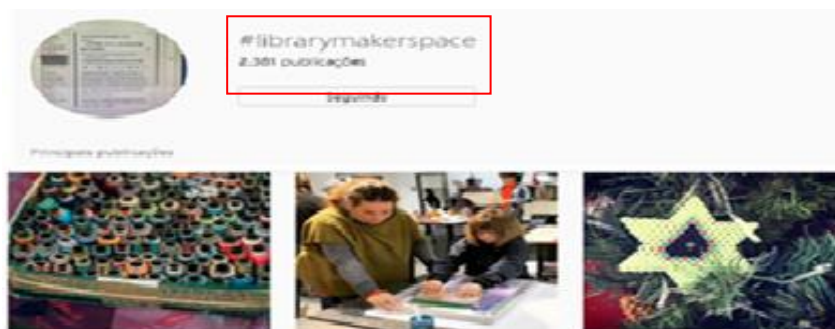 #librarymakerspace
2.381 publicações
Seguindo
Principais publicações